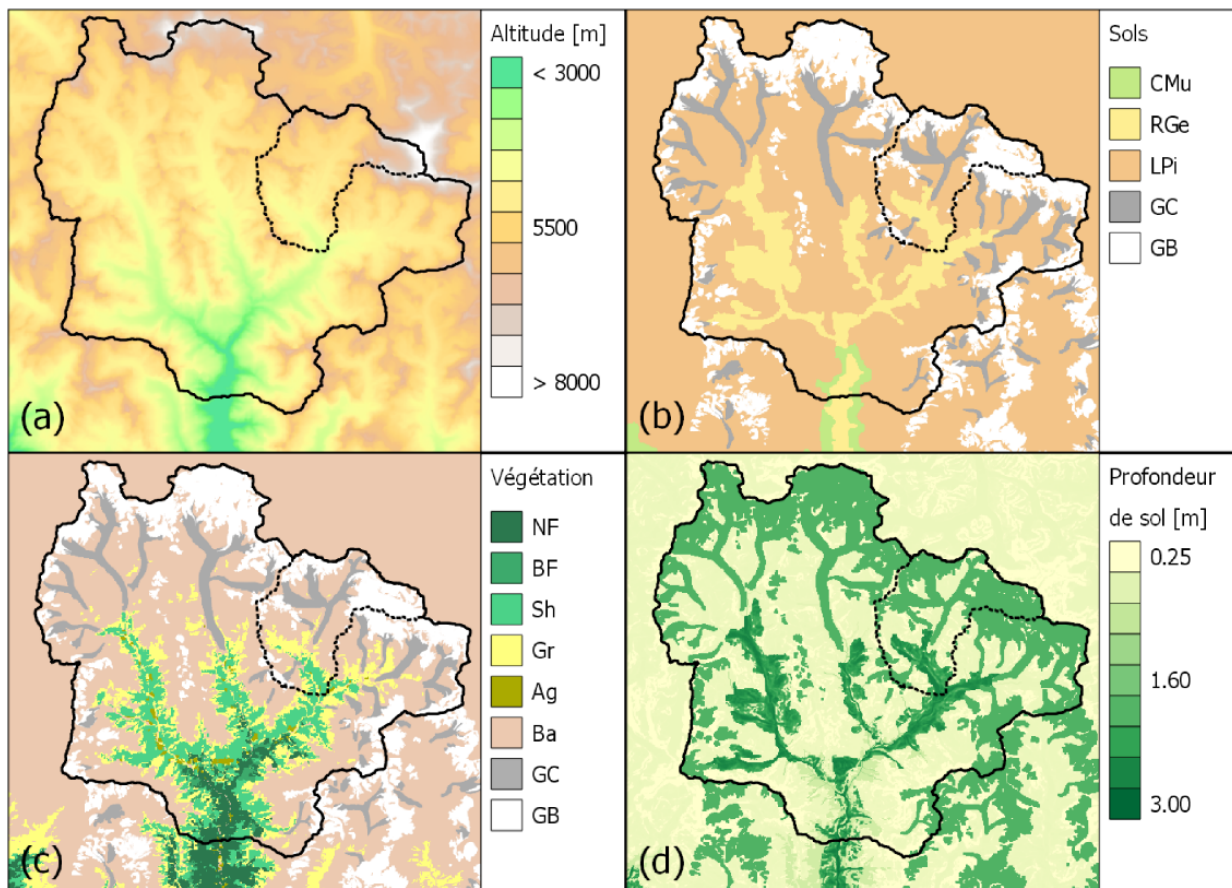 Altitude [m]
< 3000
5500
> 8000
(a)
Sols
CMu
RGe
LPi
GC
GB
(b)
Végétation
NF
BF
Sh
Gr
Ag
Ba
GC
GB
(c)
Profondeur
de sol [m]
0.25
1.60
3.00
(d)